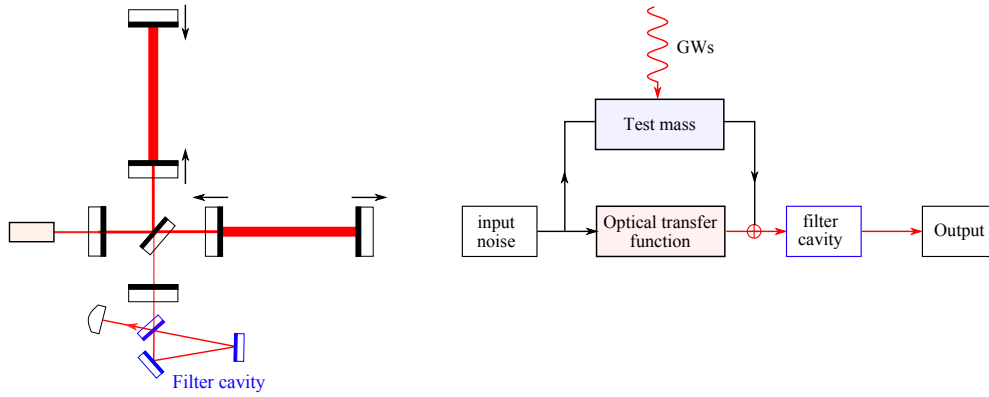 GWs
Test mass
input
noise
Optical transfer
function
filter
cavity
Output
Filter cavity